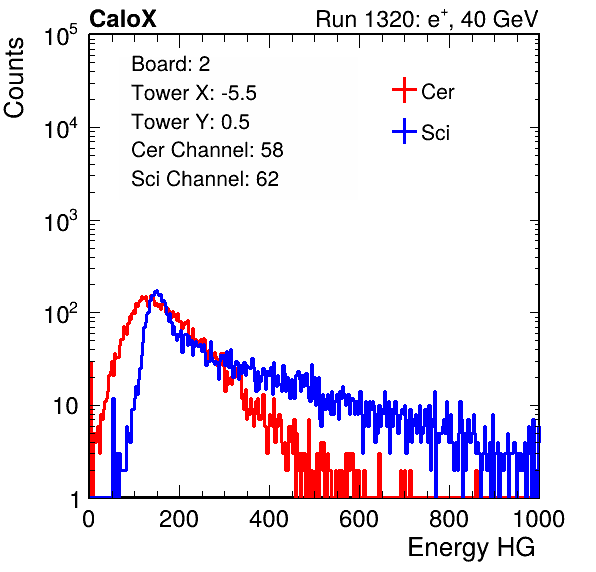 CaloX Run 1320: e⁺, 40 GeV
Counts
Board: 2
Tower X: -5.5
Tower Y: 0.5
Cer Channel: 58
Sci Channel: 62
Cer
Sci
10⁵
10⁴
10³
10²
10
1
0 200 400 600 800 1000
Energy HG